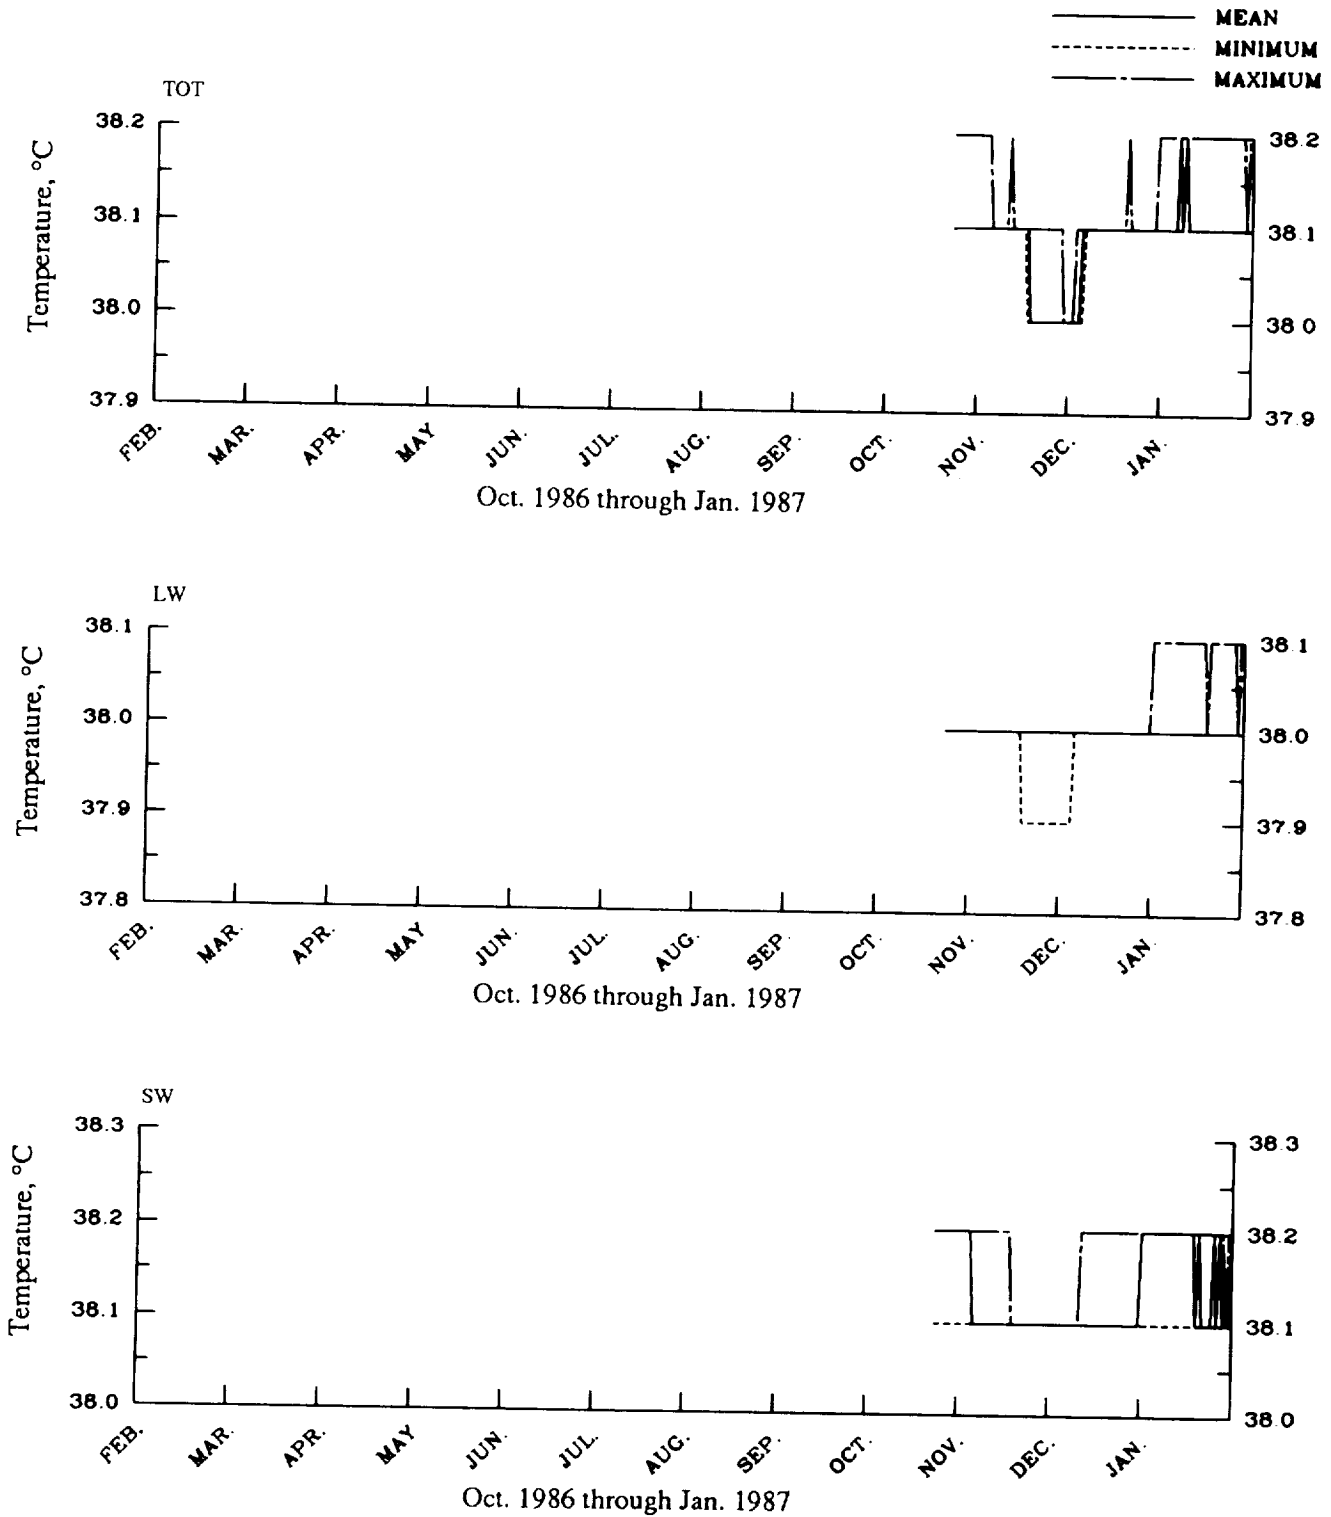 MEAN
MINIMUM
MAXIMUM
TOT
Temperature, °C
38.2
38.1
38.0
37.9
38.2
38.1
38 0
37.9
FEB. MAR. APR. MAY JUN. JUL. AUG. SEP. OCT. NOV. DEC. JAN.
Oct. 1986 through Jan. 1987
LW
Temperature, °C
38.1
38.0
37.9
37.8
38.1
38.0
37.9
37.8
FEB. MAR. APR. MAY JUN. JUL. AUG. SEP. OCT. NOV. DEC. JAN.
Oct. 1986 through Jan. 1987
SW
Temperature, °C
38.3
38.2
38.1
38.0
38.3
38.2
38.1
38.0
FEB. MAR. APR. MAY JUN. JUL. AUG. SEP. OCT. NOV. DEC. JAN.
Oct. 1986 through Jan. 1987